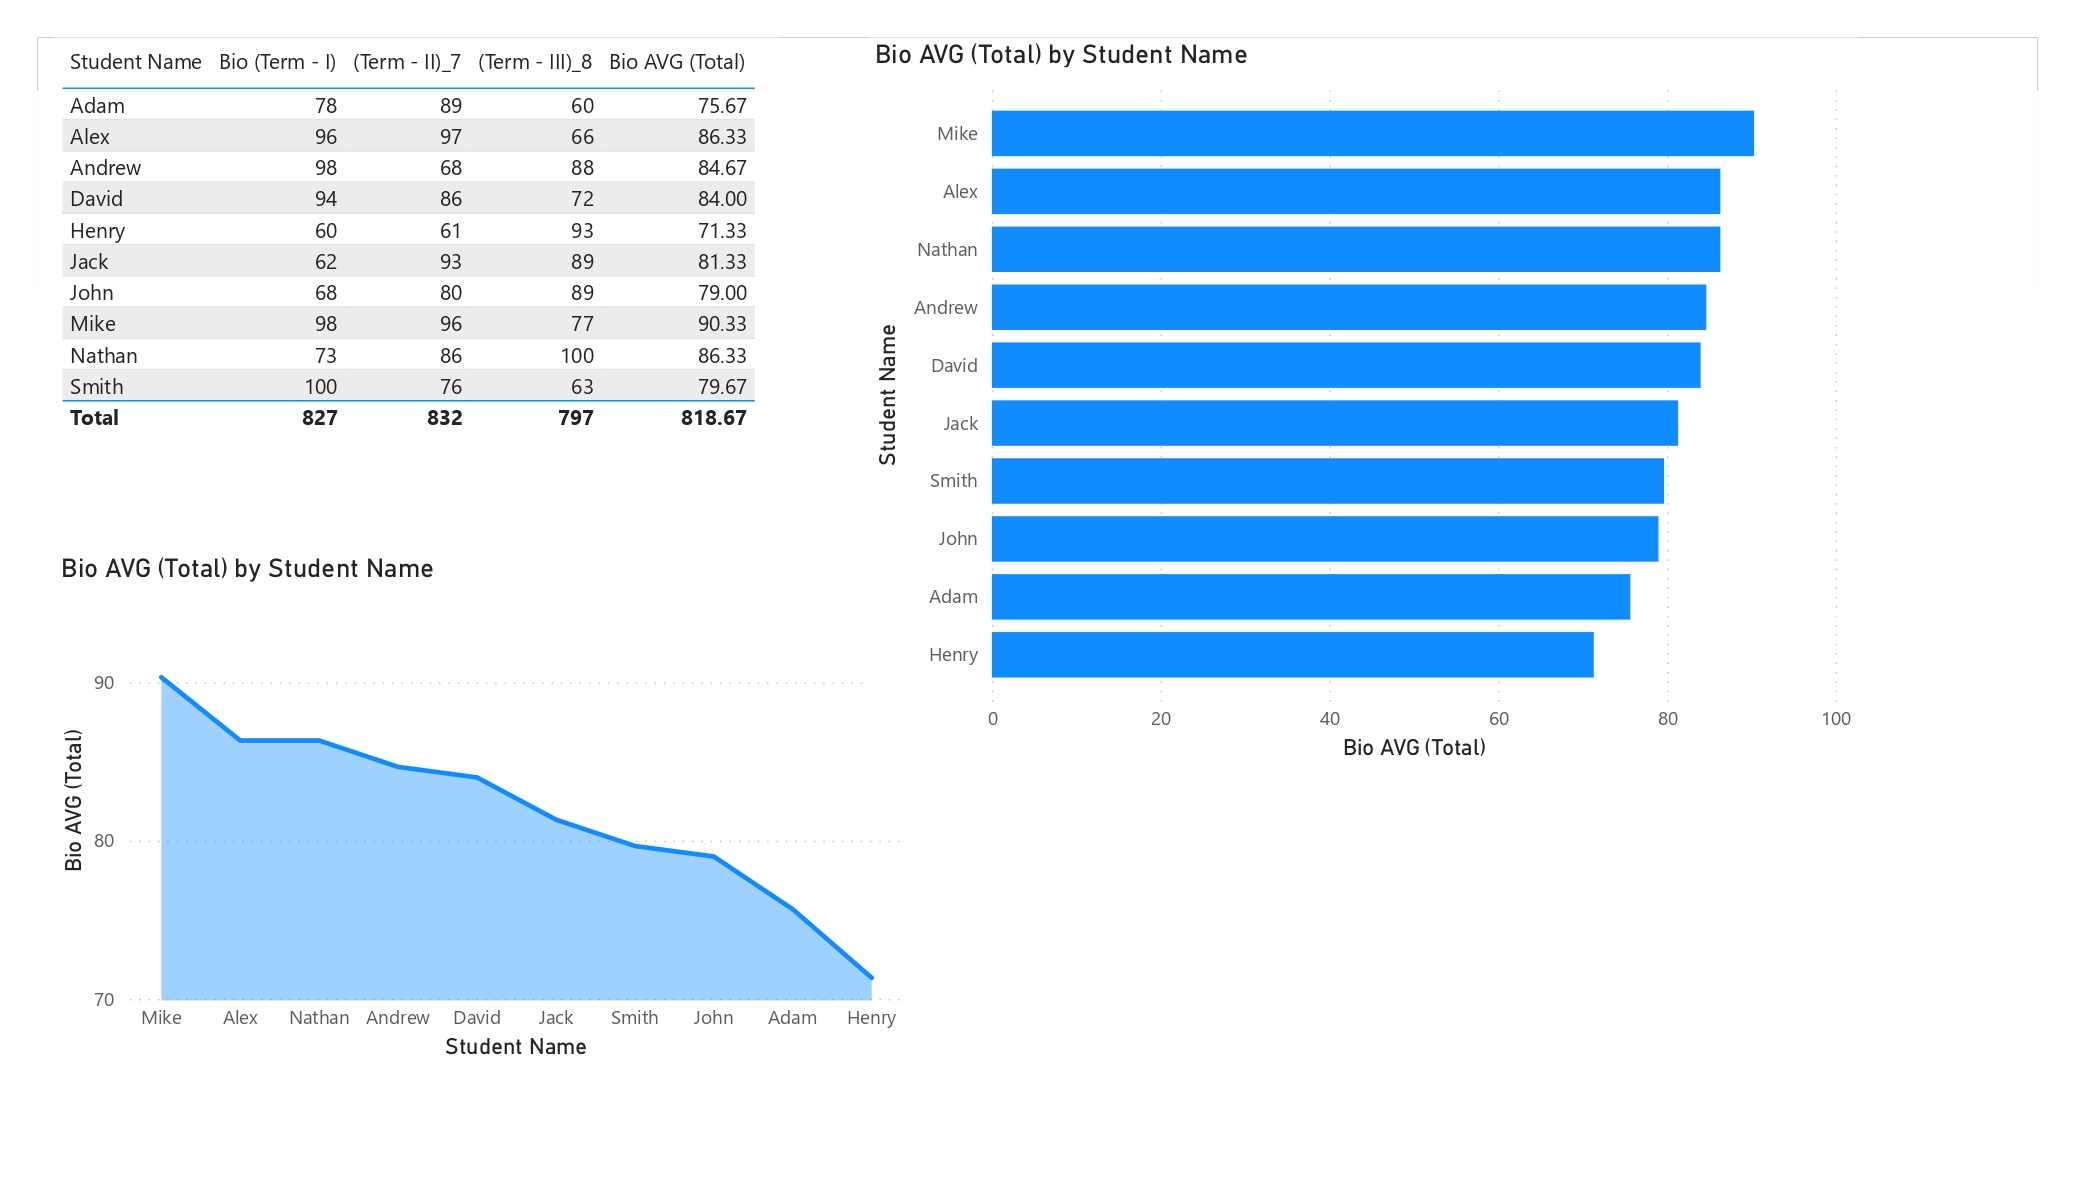 Student Name Bio (Term - I) (Term - II)_7 (Term - III)_8 Bio AVG (Total)
Adam 78 89 60 75.67
Alex 96 97 66 86.33
Andrew 98 68 88 84.67
David 94 86 72 84.00
Henry 60 61 93 71.33
Jack 62 93 89 81.33
John 68 80 89 79.00
Mike 98 96 77 90.33
Nathan 73 86 100 86.33
Smith 100 76 63 79.67
Total 827 832 797 818.67
Bio AVG (Total) by Student Name
Student Name
Mike
Alex
Nathan
Andrew
David
Jack
Smith
John
Adam
Henry
0 20 40 60 80 100
Bio AVG (Total)
Bio AVG (Total) by Student Name
Bio AVG (Total)
90
80
70
Mike Alex Nathan Andrew David Jack Smith John Adam Henry
Student Name